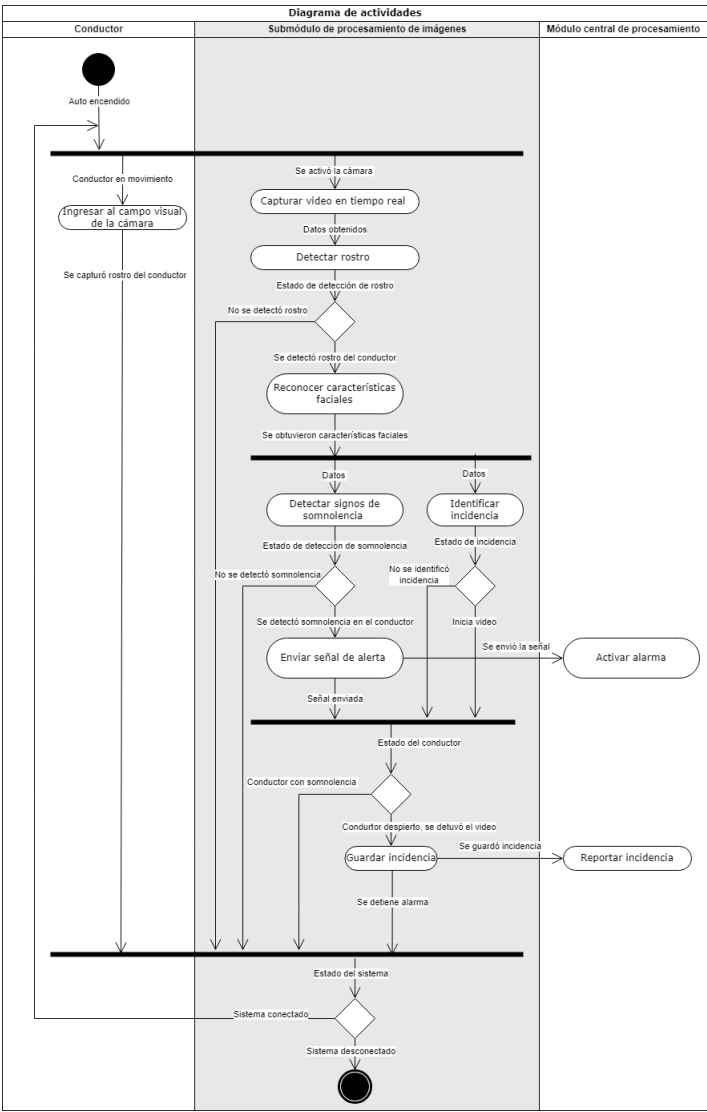 Diagrama de actividades
Conductor
Submódulo de procesamiento de imágenes
Módulo central de procesamiento
Auto encendido
Se activó la cámara
Conductor en movimiento
Capturar video en tiempo real
Ingresar al campo visual
de la cámara
Datos obtenidos
Detectar rostro
Se capturó rostro del conductor
Estado de detección de rostro
No se detectó rostro
Se detectó rostro del conductor
Reconocer características
faciales
Se obtuvieron características faciales
Datos
Datos
Detectar signos de
somnolencia
Identificar
incidencia
Estado de detección de somnolencia
Estado de incidencia
No se detectó somnolencia
No se identificó
incidencia
Se detectó somnolencia en el conductor
Inicia video
Enviar señal de alerta
Se envió la señal
Activar alarma
Señal enviada
Estado del conductor
Conductor con somnolencia
Condurtor despierto, se detuvó el video
Guardar incidencia
Se guardó incidencia
Reportar incidencia
Se detiene alarma
Estado del sistema
Sistema conectado
Sistema desconectado